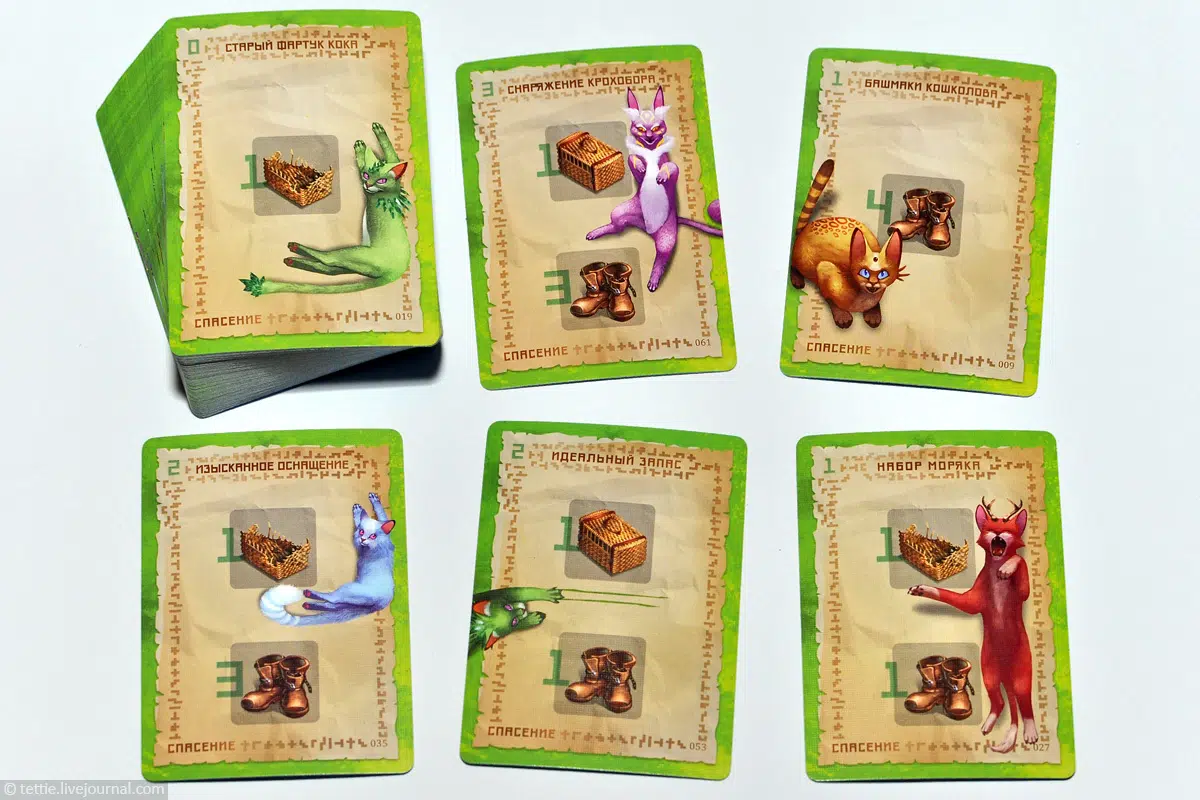 0 СТАРЫЙ ФАРТУК КОКА
1
СПАСЕНИЕ 019
3 СНАРЯЖЕНИЕ КРОХОБОРА
1
3
СПАСЕНИЕ 061
1 БАШМАКИ КОШКОЛОВА
4
СПАСЕНИЕ 009
2 ИЗЫСКАННОЕ ОСНАЩЕНИЕ
1
3
СПАСЕНИЕ 035
2 ИДЕАЛЬНЫЙ ЗАПАС
1
1
СПАСЕНИЕ 053
1 НАБОР МОРЯКА
1
1
СПАСЕНИЕ 027
© tettie.livejournal.com